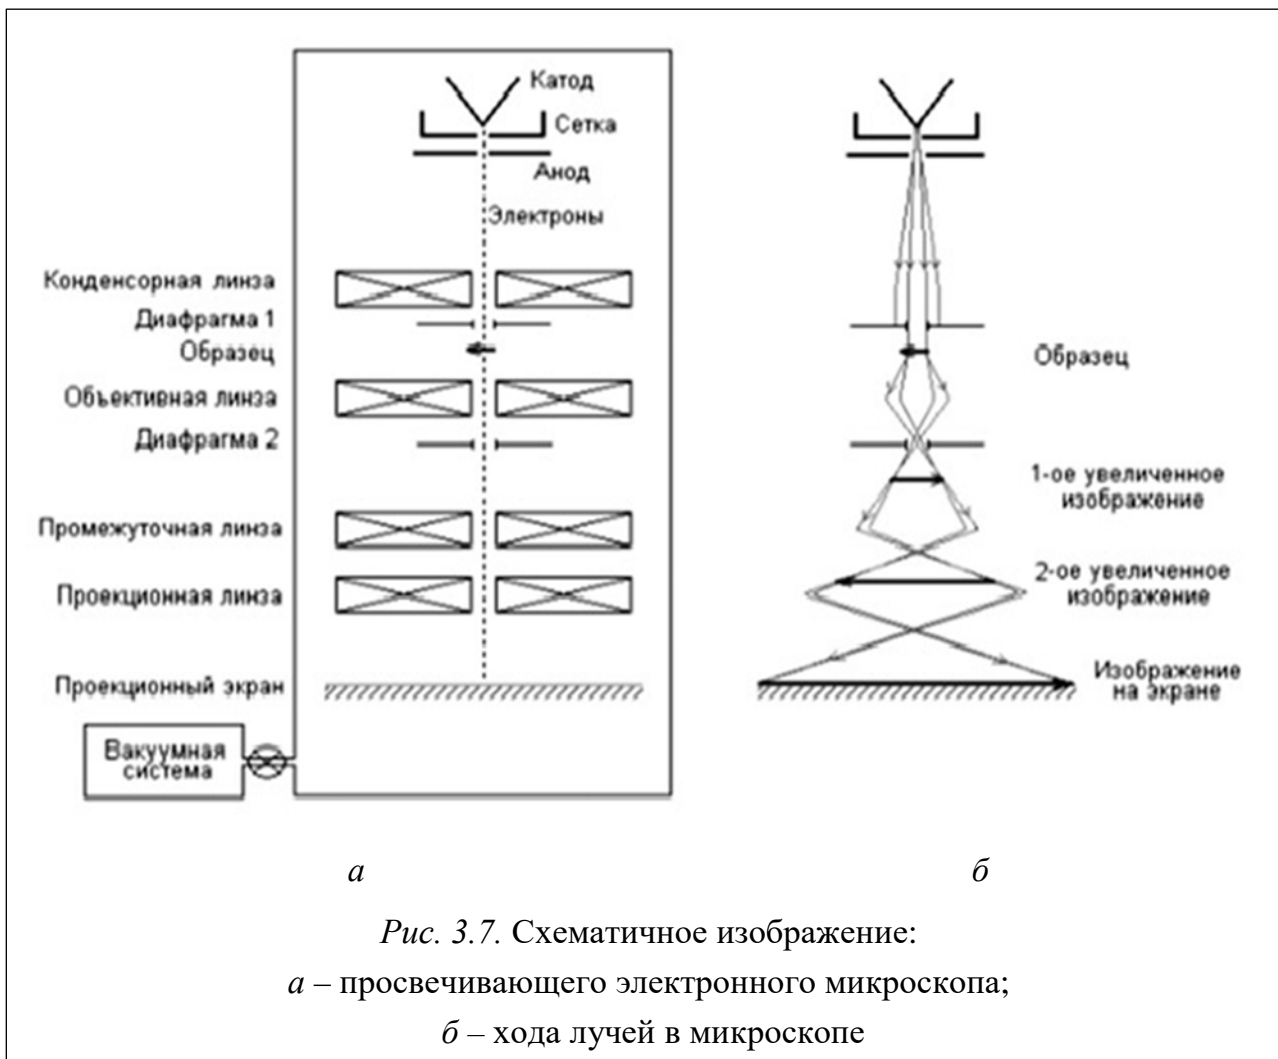 Катод
Сетка
Анод
Электроны
Конденсорная линза
Диафрагма 1
Образец
Объективная линза
Диафрагма 2
Промежуточная линза
Проекционная линза
Проекционный экран
Вакуумная
система
Образец
1-ое увеличенное
изображение
2-ое увеличенное
изображение
Изображение
на экране
а
б
Рис. 3.7. Схематичное изображение:
а – просвечивающего электронного микроскопа;
б – хода лучей в микроскопе